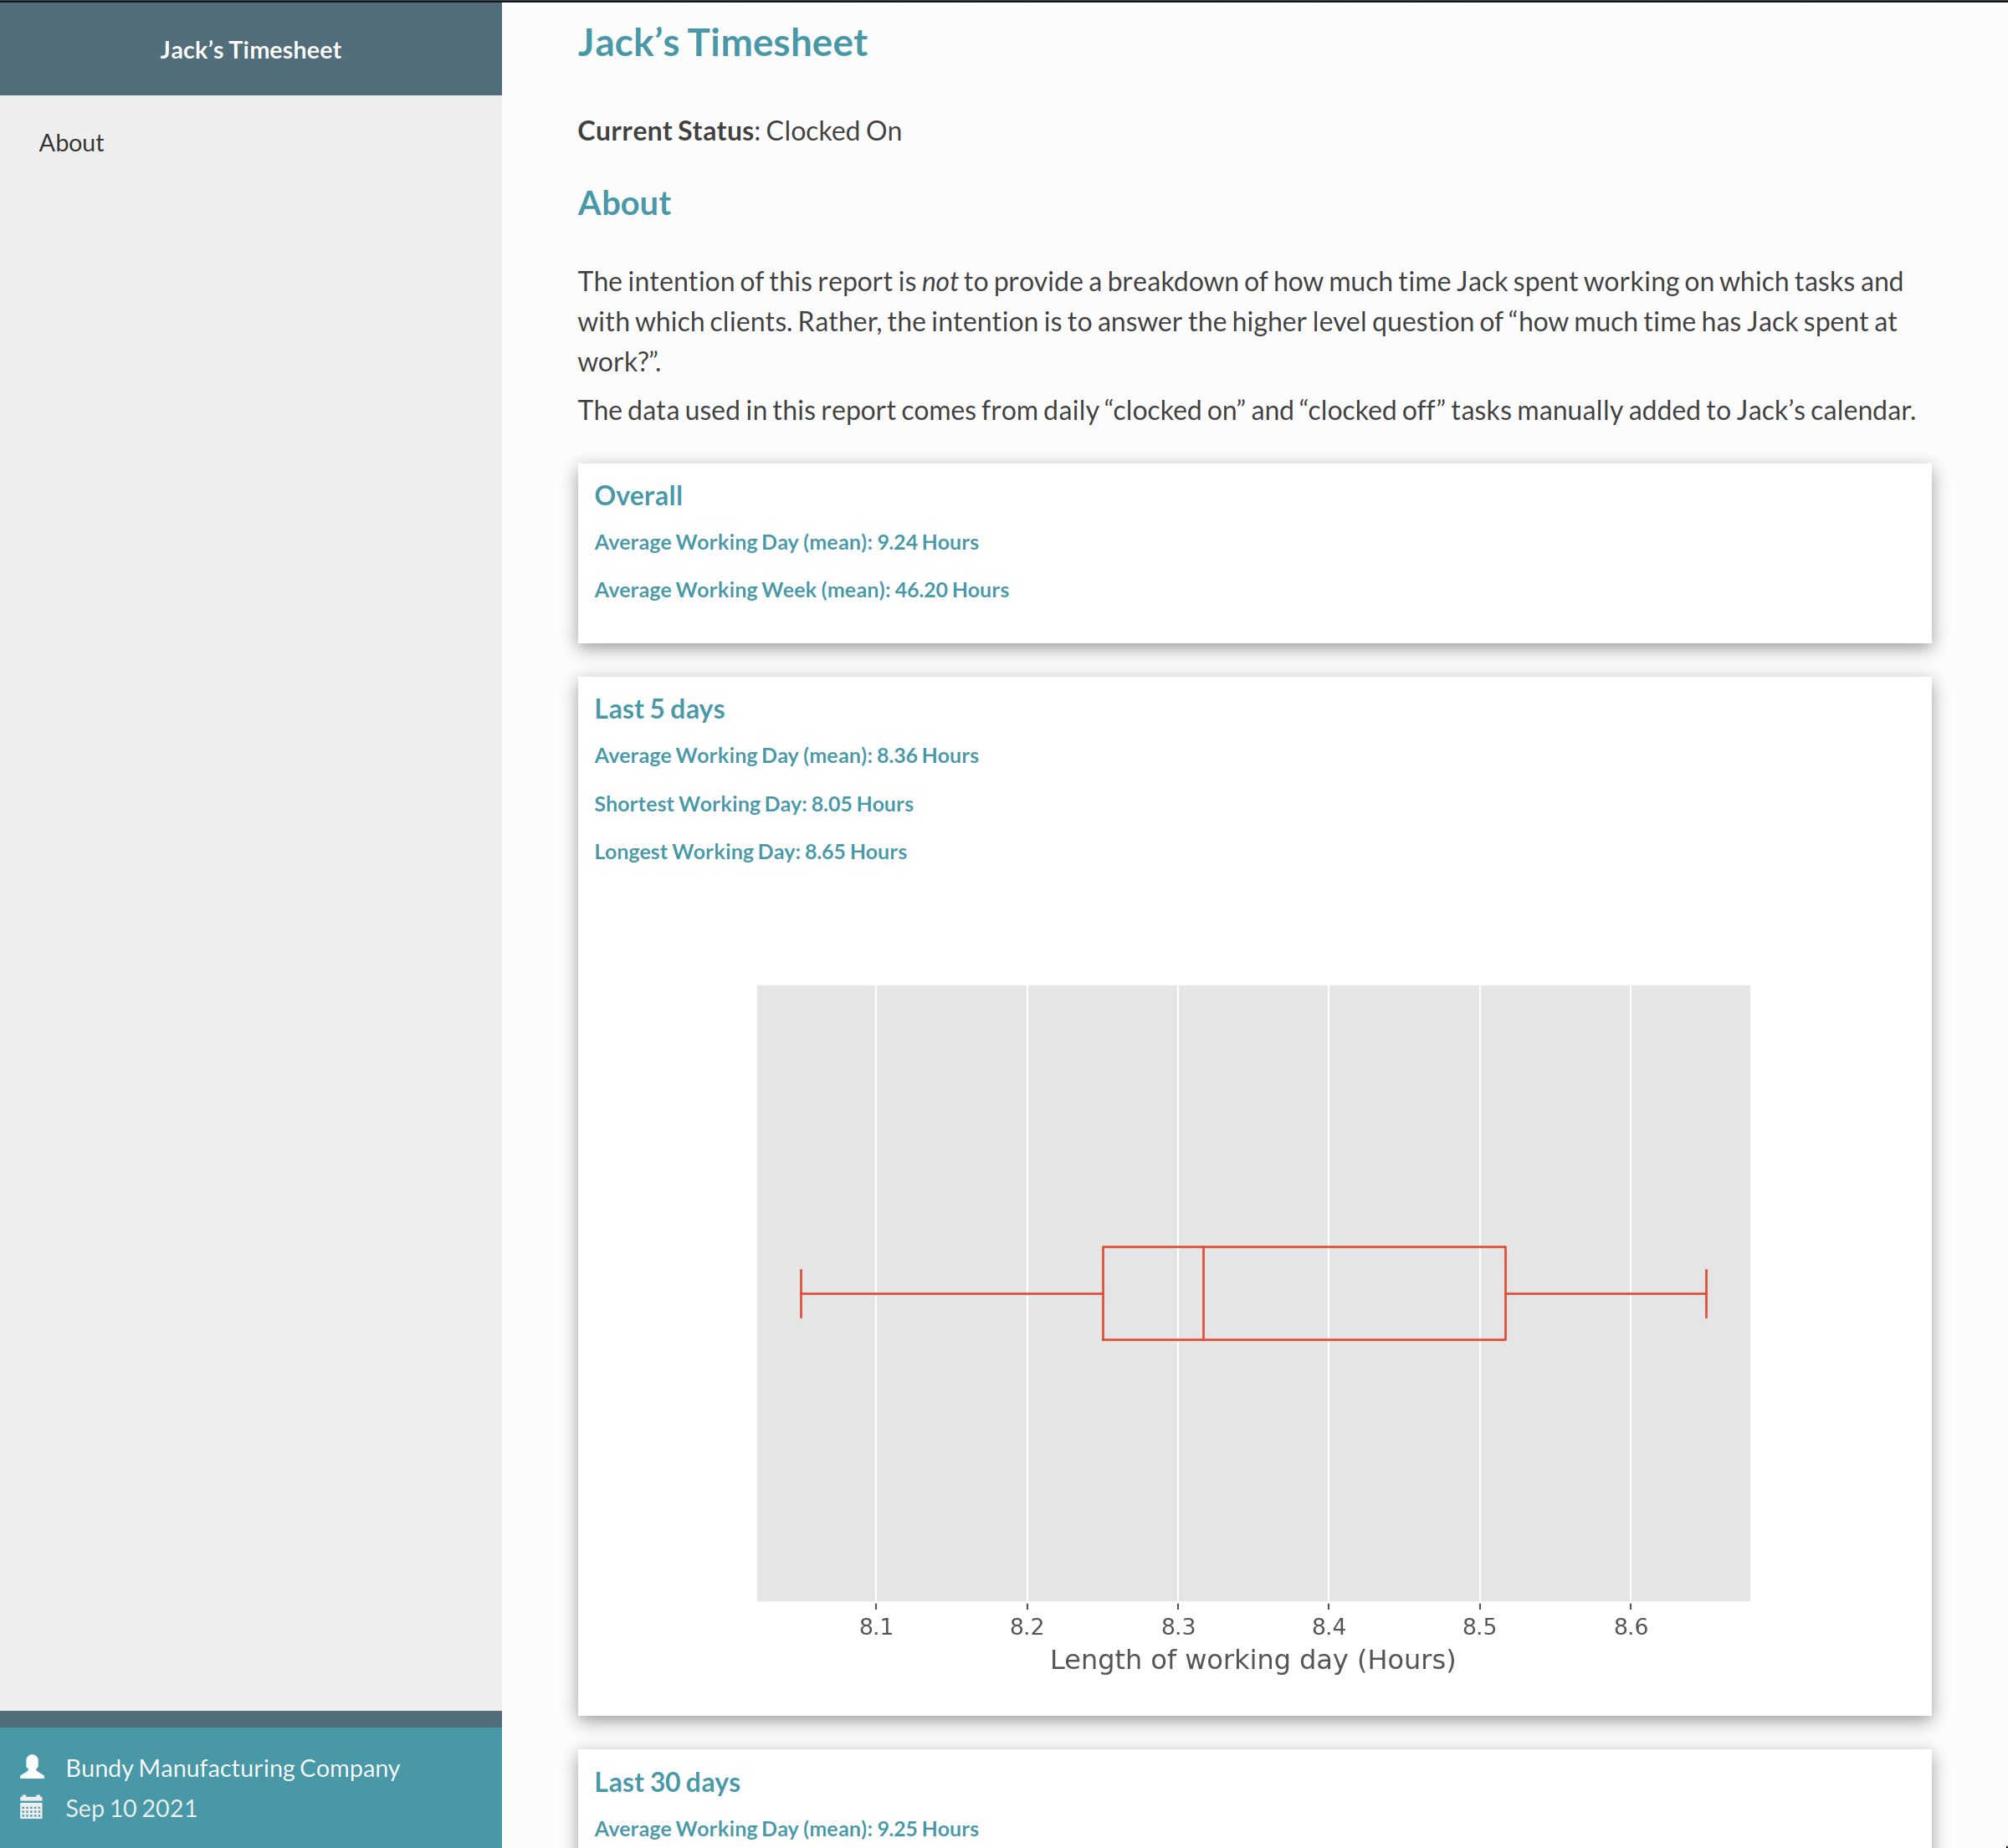 Jack’s Timesheet
About
Jack’s Timesheet
Current Status: Clocked On
About
The intention of this report is not to provide a breakdown of how much time Jack spent working on which tasks and
with which clients. Rather, the intention is to answer the higher level question of “how much time has Jack spent at
work?”.
The data used in this report comes from daily “clocked on” and “clocked off” tasks manually added to Jack’s calendar.
Overall
Average Working Day (mean): 9.24 Hours
Average Working Week (mean): 46.20 Hours
Last 5 days
Average Working Day (mean): 8.36 Hours
Shortest Working Day: 8.05 Hours
Longest Working Day: 8.65 Hours
8.1 8.2 8.3 8.4 8.5 8.6
Length of working day (Hours)
Last 30 days
Average Working Day (mean): 9.25 Hours
Bundy Manufacturing Company
Sep 10 2021